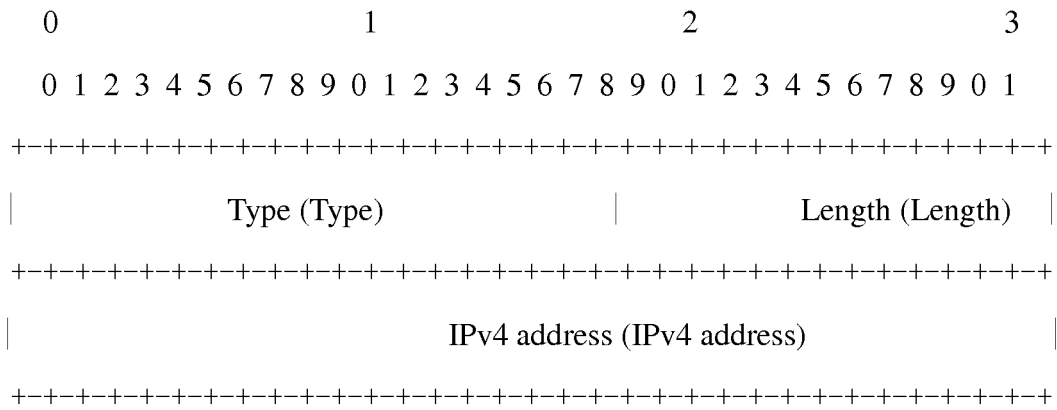 0 1 2 3
0 1 2 3 4 5 6 7 8 9 0 1 2 3 4 5 6 7 8 9 0 1 2 3 4 5 6 7 8 9 0 1
+-+-+-+-+-+-+-+-+-+-+-+-+-+-+-+-+-+-+-+-+-+-+-+-+-+-+-+-+-+-+-+-+
| Type (Type) | Length (Length) |
+-+-+-+-+-+-+-+-+-+-+-+-+-+-+-+-+-+-+-+-+-+-+-+-+-+-+-+-+-+-+-+-+
| IPv4 address (IPv4 address) |
+-+-+-+-+-+-+-+-+-+-+-+-+-+-+-+-+-+-+-+-+-+-+-+-+-+-+-+-+-+-+-+-+